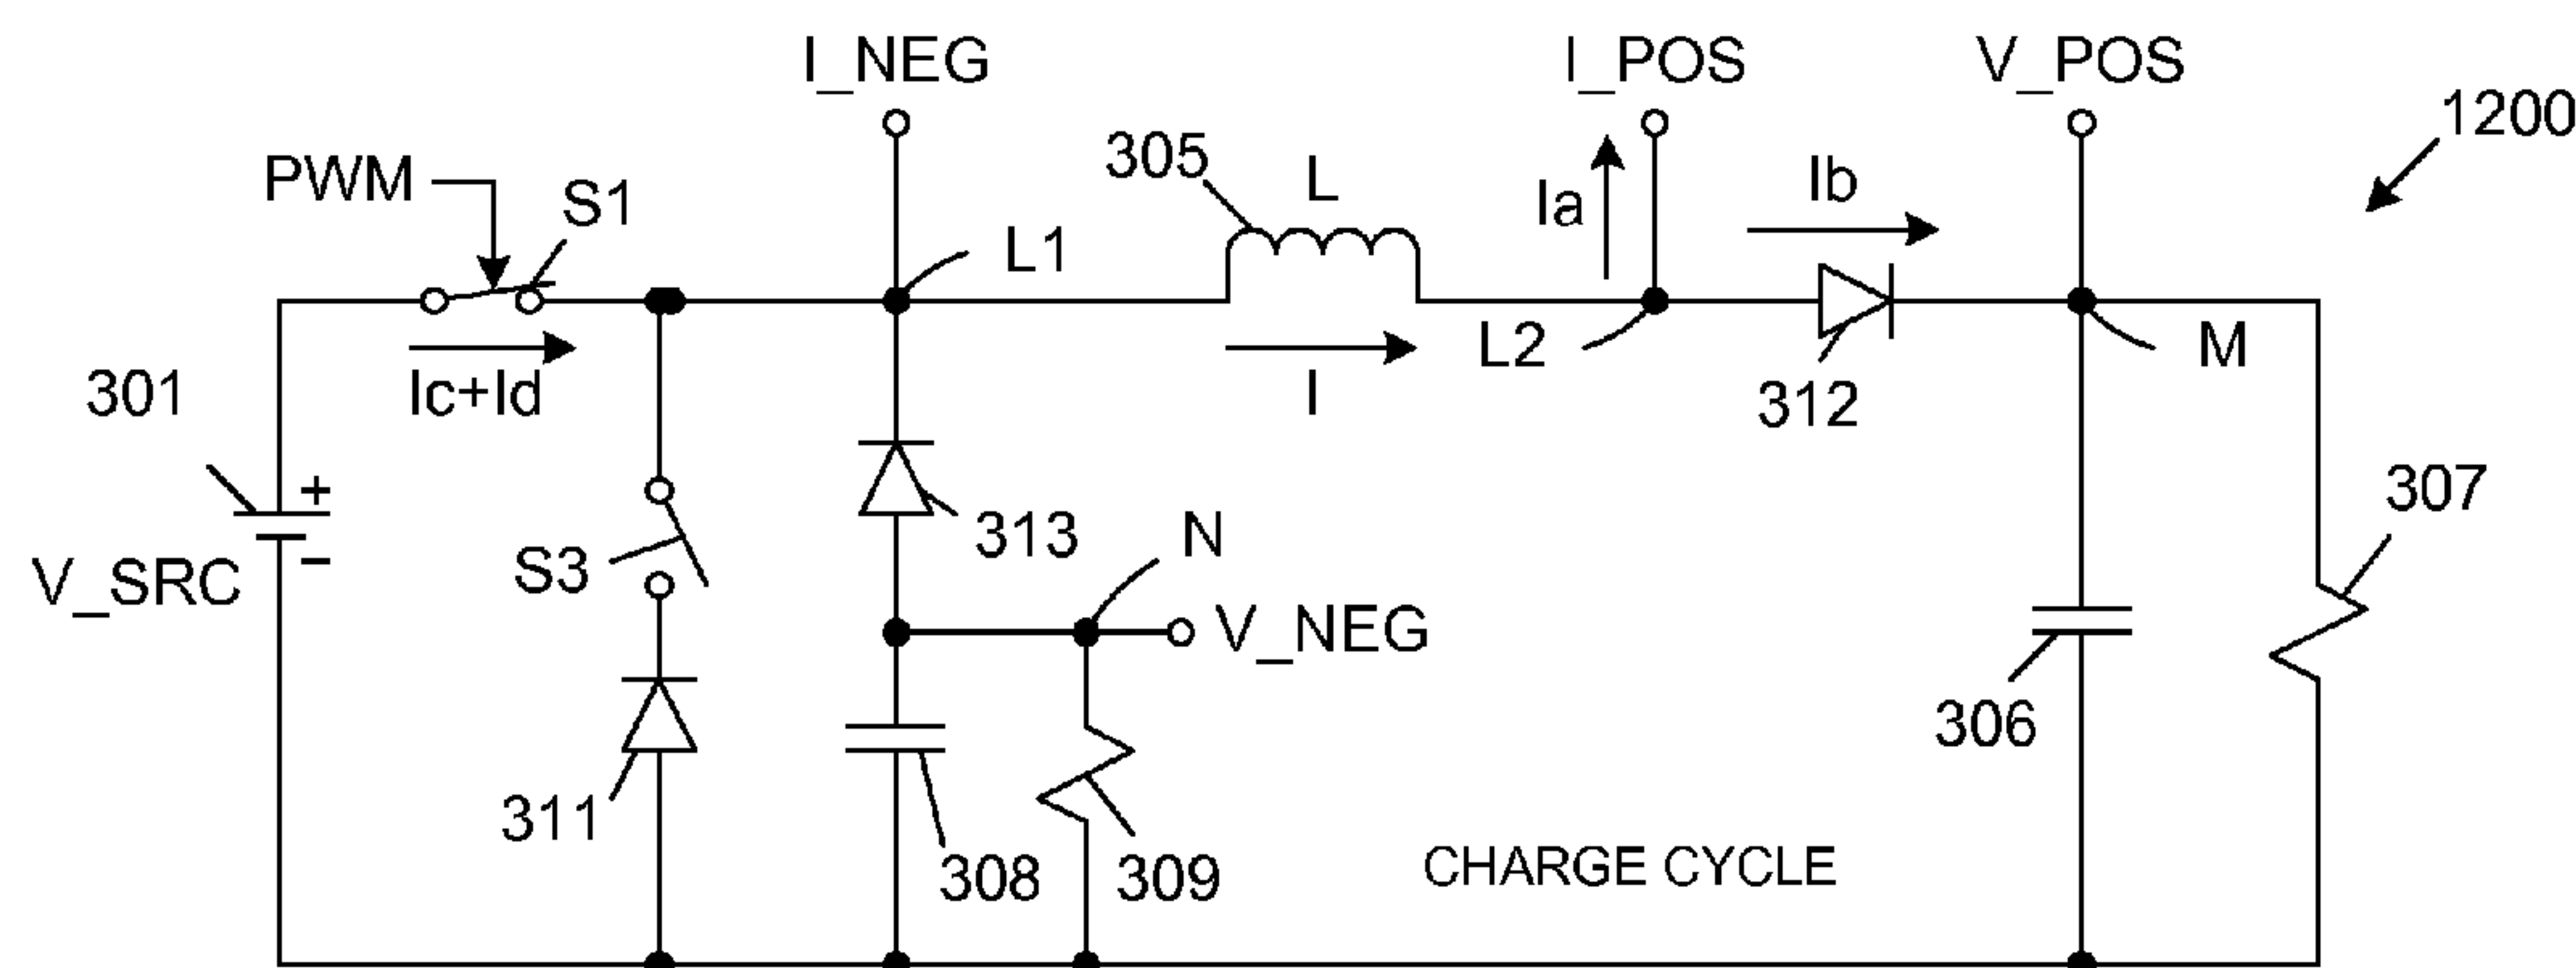 I_NEG
I_POS
V_POS
1200
PWM
S1
305
L
Ia
Ib
L1
L2
M
301
Ic+Id
I
312
+
307
313
N
S3
V_SRC
−
V_NEG
306
311
308
309
CHARGE CYCLE